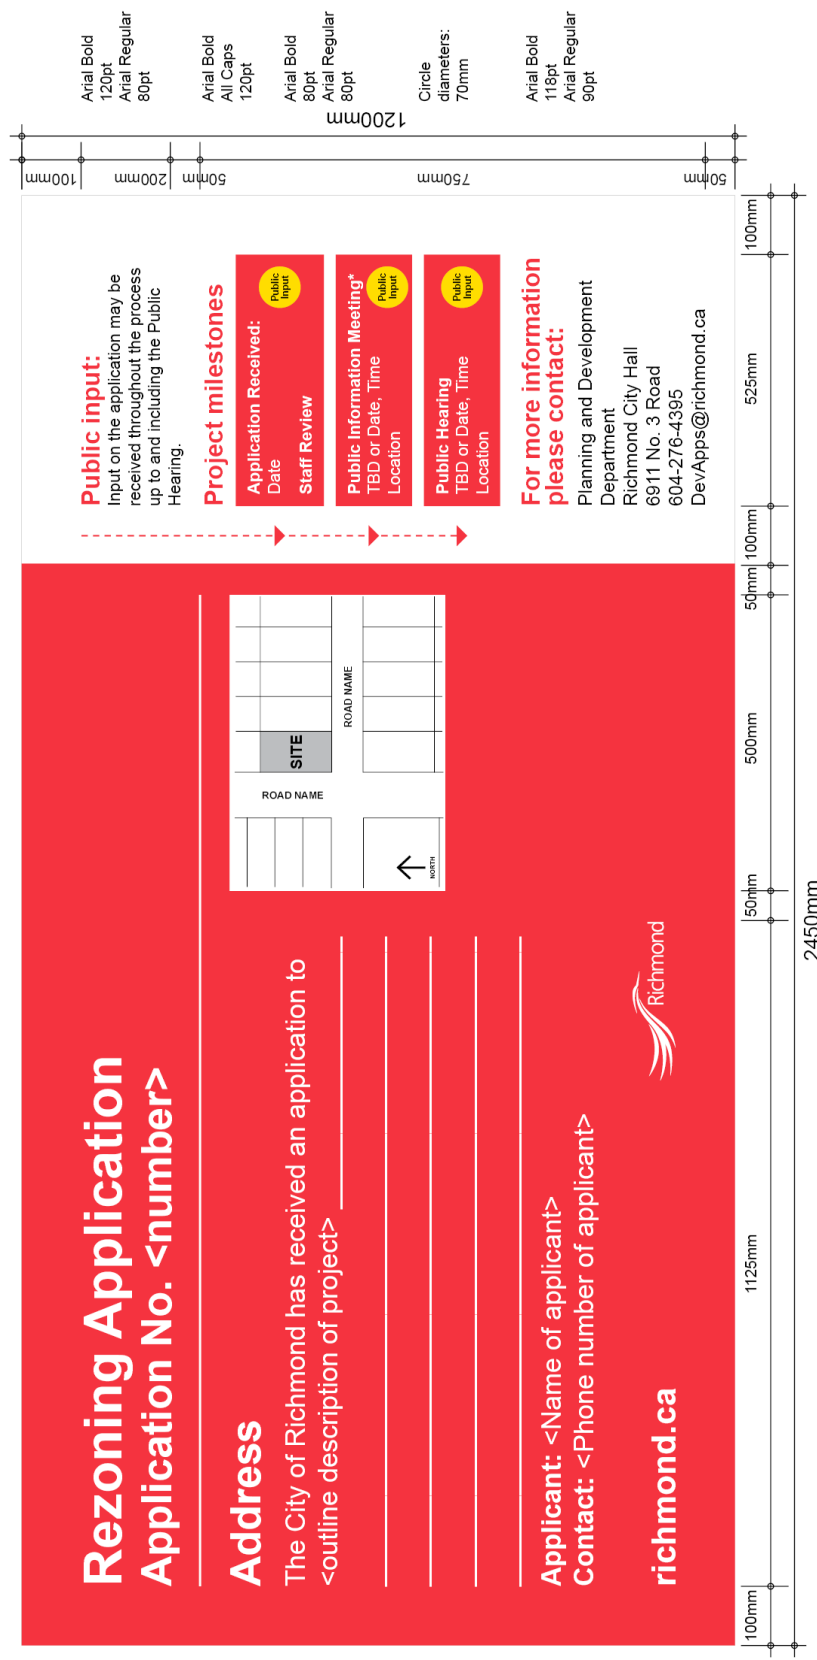 Rezoning Application
Application No. <number>
Address
The City of Richmond has received an application to
<outline description of project>
Applicant: <Name of applicant>
Contact: <Phone number of applicant>
richmond.ca
Richmond
SITE
ROAD NAME
ROAD NAME
NORTH
Public input:
Input on the application may be
received throughout the process
up to and including the Public
Hearing.
Project milestones
Application Received:
Date
Staff Review
Public
Input
Public Information Meeting*
TBD or Date, Time
Location
Public
Input
Public Hearing
TBD or Date, Time
Location
Public
Input
For more information
please contact:
Planning and Development
Department
Richmond City Hall
6911 No. 3 Road
604-276-4395
DevApps@richmond.ca
100mm
200mm
50mm
750mm
50mm
1200mm
Arial Bold
120pt
Arial Regular
80pt
Arial Bold
All Caps
120pt
Arial Bold
80pt
Arial Regular
80pt
Circle
diameters:
70mm
Arial Bold
118pt
Arial Regular
90pt
100mm
1125mm
50mm
500mm
50mm
100mm
525mm
100mm
2450mm